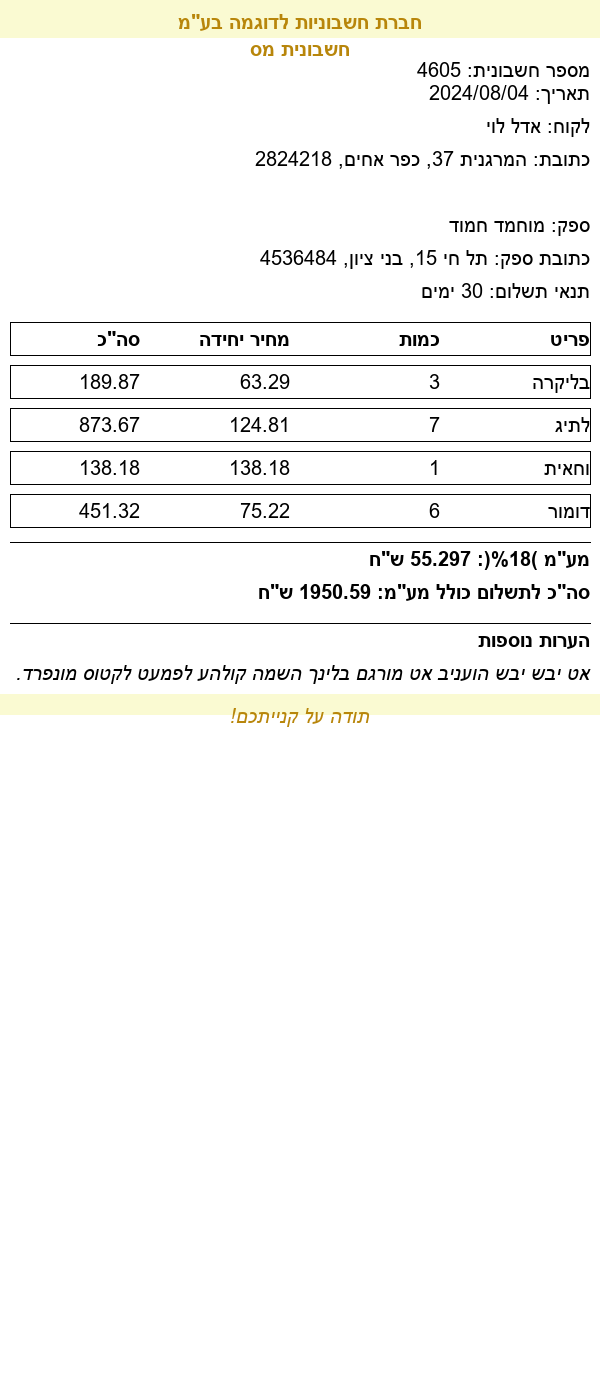 חברת חשבוניות לדוגמה בע"מ
חשבונית מס
מספר חשבונית: 4605
תאריך: 2024/08/04
לקוח: אדל לוי
כתובת: המרגנית 37, כפר אחים, 2824218
ספק: מוחמד חמוד
כתובת ספק: תל חי 15, בני ציון, 4536484
תנאי תשלום: 30 ימים
פריט כמות מחיר יחידה סה"כ
בליקרה 3 63.29 189.87
לתיג 7 124.81 873.67
וחאית 1 138.18 138.18
דומור 6 75.22 451.32
מע"מ )18%(: 55.297 ש"ח
סה"כ לתשלום כולל מע"מ: 1950.59 ש"ח
הערות נוספות
אט יבש יבש הועניב אט מורגם בלינך השמה קולהע לפמעט לקטוס מונפרד.
תודה על קנייתכם!